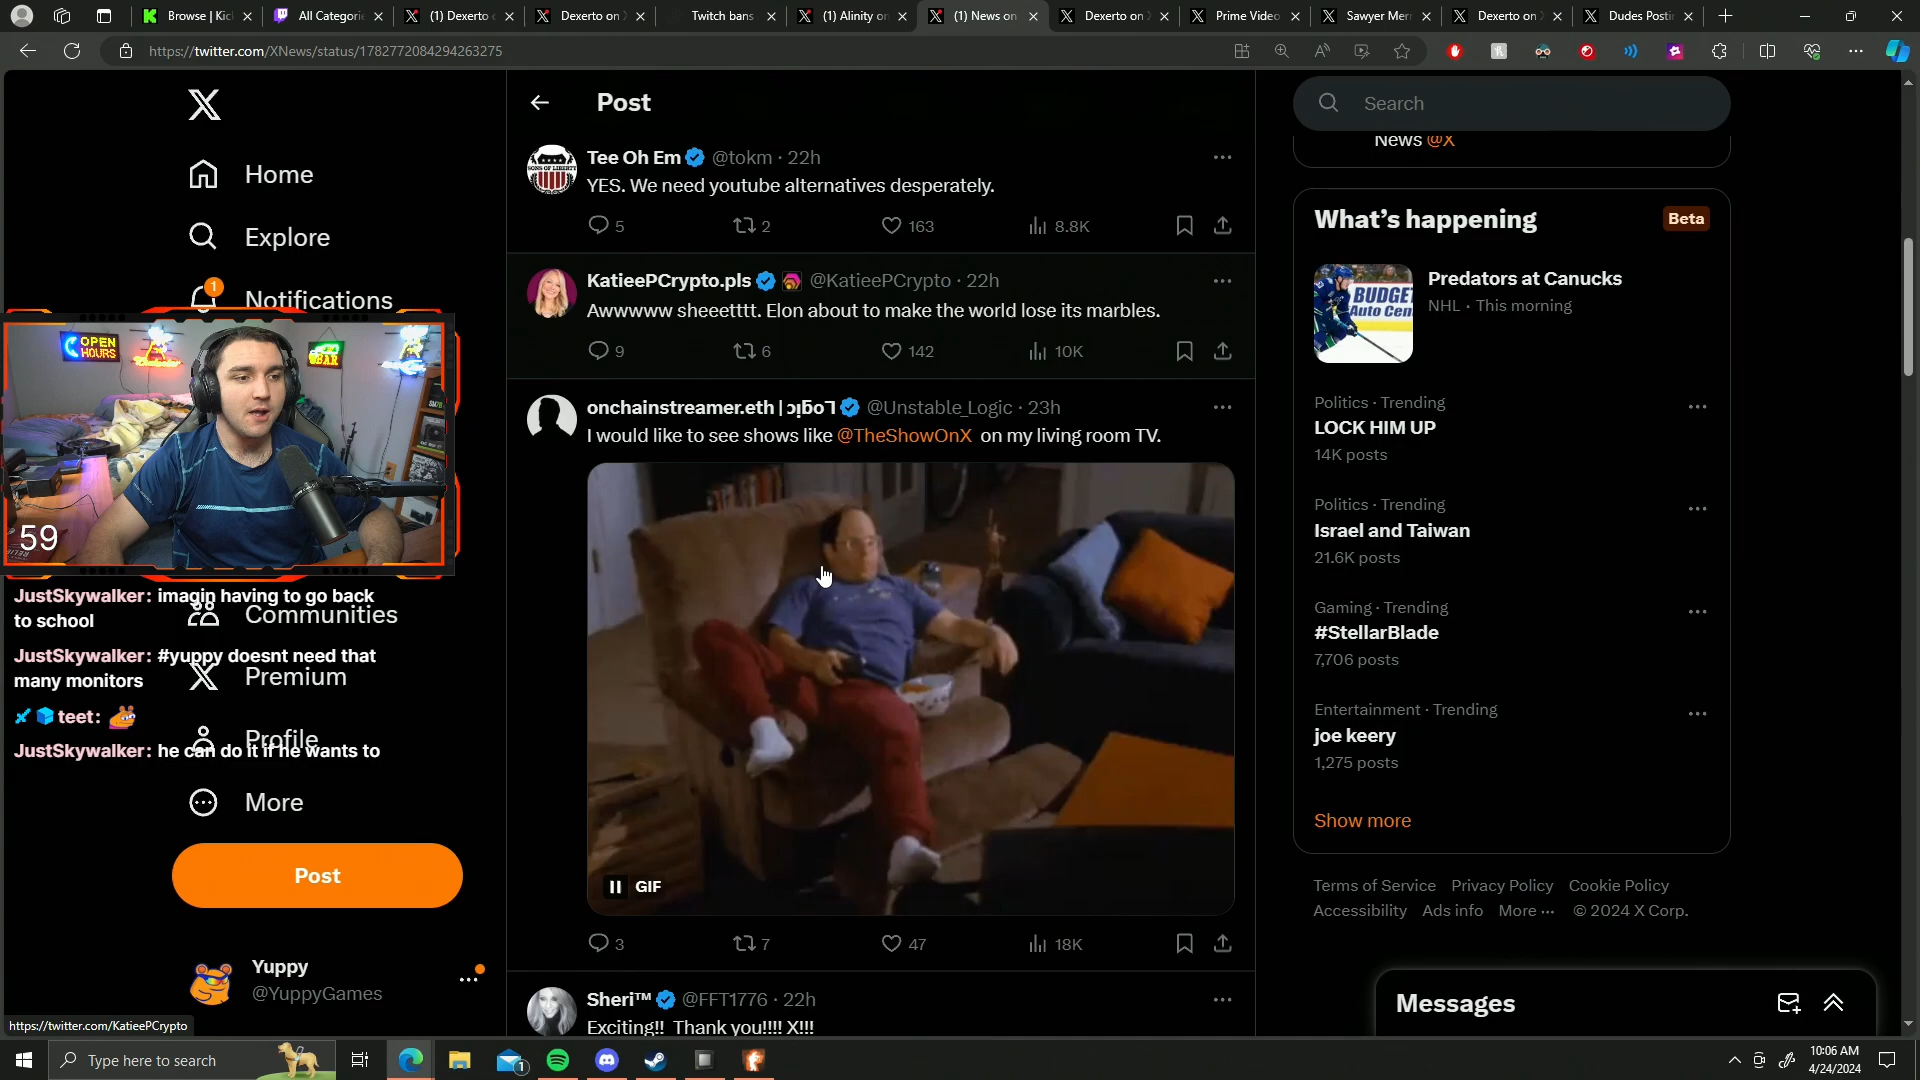 Browse | Kic
All Categorie
(1) Dexerto o
Dexerto on
Twitch bans
(1) Alinity on
(1) News on
Dexerto on
Prime Video
Sawyer Merr
Dexerto on
Dudes Posti
https://twitter.com/XNews/status/1782772084294263275
Home
Explore
1
Notifications
Communities
Premium
Profile
More
Post
Yuppy
@YuppyGames
https://twitter.com/KatieePCrypto
OPEN
HOURS
BAR
59
JustSkywalker: imagin having to go back
to school
JustSkywalker: #yuppy doesnt need that
many monitors
teet:
JustSkywalker: he can do it if he wants to
Post
Tee Oh Em @tokm · 22h
YES. We need youtube alternatives desperately.
5 2 163 8.8K
KatieePCrypto.pls @KatieePCrypto · 22h
Awwwww sheeetttt. Elon about to make the world lose its marbles.
9 6 142 10K
onchainstreamer.eth | ɔiƃo⅂ @Unstable_Logic · 23h
I would like to see shows like @TheShowOnX on my living room TV.
GIF
3 7 47 18K
Sheri™ @FFT1776 · 22h
Exciting!! Thank you!!!! X!!!
Search
News @X
What's happening
Beta
BUDGET
Auto Cen
Predators at Canucks
NHL · This morning
Politics · Trending
LOCK HIM UP
14K posts
Politics · Trending
Israel and Taiwan
21.6K posts
Gaming · Trending
#StellarBlade
7,706 posts
Entertainment · Trending
joe keery
1,275 posts
Show more
Terms of Service Privacy Policy Cookie Policy
Accessibility Ads info More ··· © 2024 X Corp.
Messages
Type here to search
1
10:06 AM
4/24/2024